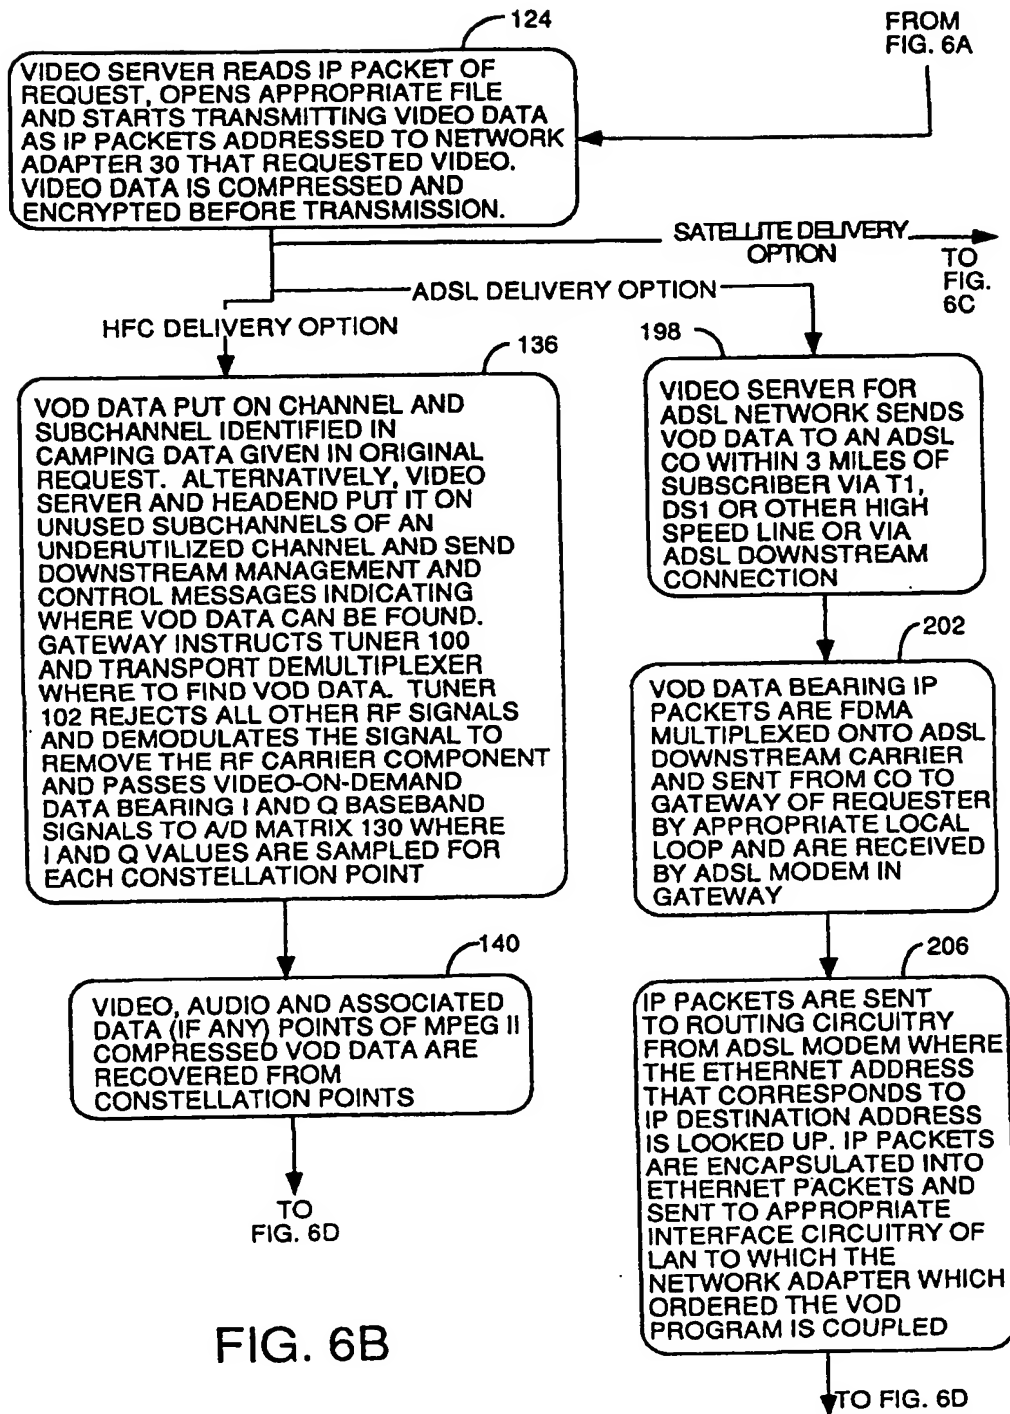 124
FROM
FIG. 6A
VIDEO SERVER READS IP PACKET OF
REQUEST, OPENS APPROPRIATE FILE
AND STARTS TRANSMITTING VIDEO DATA
AS IP PACKETS ADDRESSED TO NETWORK
ADAPTER 30 THAT REQUESTED VIDEO.
VIDEO DATA IS COMPRESSED AND
ENCRYPTED BEFORE TRANSMISSION.
SATELLITE DELIVERY
OPTION
TO
FIG.
6C
ADSL DELIVERY OPTION
HFC DELIVERY OPTION
136
VOD DATA PUT ON CHANNEL AND
SUBCHANNEL IDENTIFIED IN
CAMPING DATA GIVEN IN ORIGINAL
REQUEST. ALTERNATIVELY, VIDEO
SERVER AND HEADEND PUT IT ON
UNUSED SUBCHANNELS OF AN
UNDERUTILIZED CHANNEL AND SEND
DOWNSTREAM MANAGEMENT AND
CONTROL MESSAGES INDICATING
WHERE VOD DATA CAN BE FOUND.
GATEWAY INSTRUCTS TUNER 100
AND TRANSPORT DEMULTIPLEXER
WHERE TO FIND VOD DATA. TUNER
102 REJECTS ALL OTHER RF SIGNALS
AND DEMODULATES THE SIGNAL TO
REMOVE THE RF CARRIER COMPONENT
AND PASSES VIDEO-ON-DEMAND
DATA BEARING I AND Q BASEBAND
SIGNALS TO A/D MATRIX 130 WHERE
I AND Q VALUES ARE SAMPLED FOR
EACH CONSTELLATION POINT
140
VIDEO, AUDIO AND ASSOCIATED
DATA (IF ANY) POINTS OF MPEG II
COMPRESSED VOD DATA ARE
RECOVERED FROM
CONSTELLATION POINTS
TO
FIG. 6D
198
VIDEO SERVER FOR
ADSL NETWORK SENDS
VOD DATA TO AN ADSL
CO WITHIN 3 MILES OF
SUBSCRIBER VIA T1,
DS1 OR OTHER HIGH
SPEED LINE OR VIA
ADSL DOWNSTREAM
CONNECTION
202
VOD DATA BEARING IP
PACKETS ARE FDMA
MULTIPLEXED ONTO ADSL
DOWNSTREAM CARRIER
AND SENT FROM CO TO
GATEWAY OF REQUESTER
BY APPROPRIATE LOCAL
LOOP AND ARE RECEIVED
BY ADSL MODEM IN
GATEWAY
206
IP PACKETS ARE SENT
TO ROUTING CIRCUITRY
FROM ADSL MODEM WHERE
THE ETHERNET ADDRESS
THAT CORRESPONDS TO
IP DESTINATION ADDRESS
IS LOOKED UP. IP PACKETS
ARE ENCAPSULATED INTO
ETHERNET PACKETS AND
SENT TO APPROPRIATE
INTERFACE CIRCUITRY OF
LAN TO WHICH THE
NETWORK ADAPTER WHICH
ORDERED THE VOD
PROGRAM IS COUPLED
TO FIG. 6D
FIG. 6B